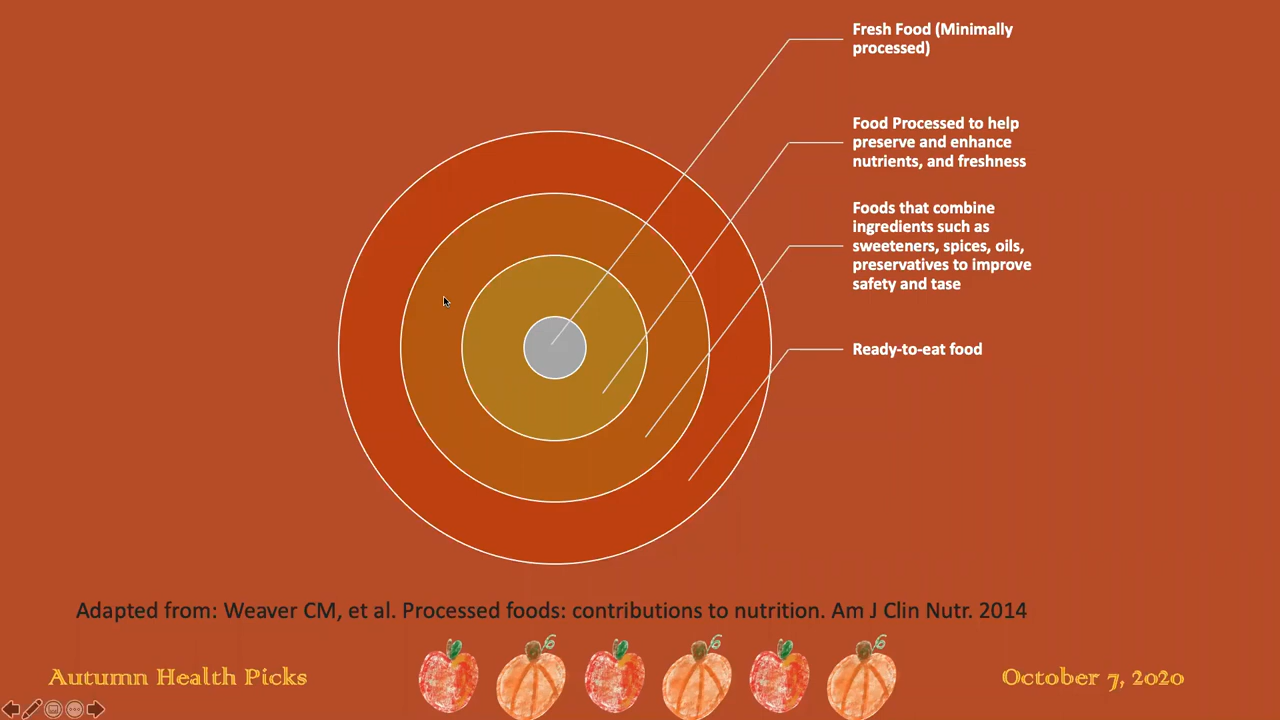 Fresh Food (Minimally
processed)
Food Processed to help
preserve and enhance
nutrients, and freshness
Foods that combine
ingredients such as
sweeteners, spices, oils,
preservatives to improve
safety and tase
Ready-to-eat food
Adapted from: Weaver CM, et al. Processed foods: contributions to nutrition. Am J Clin Nutr. 2014
Autumn Health Picks
October 7, 2020